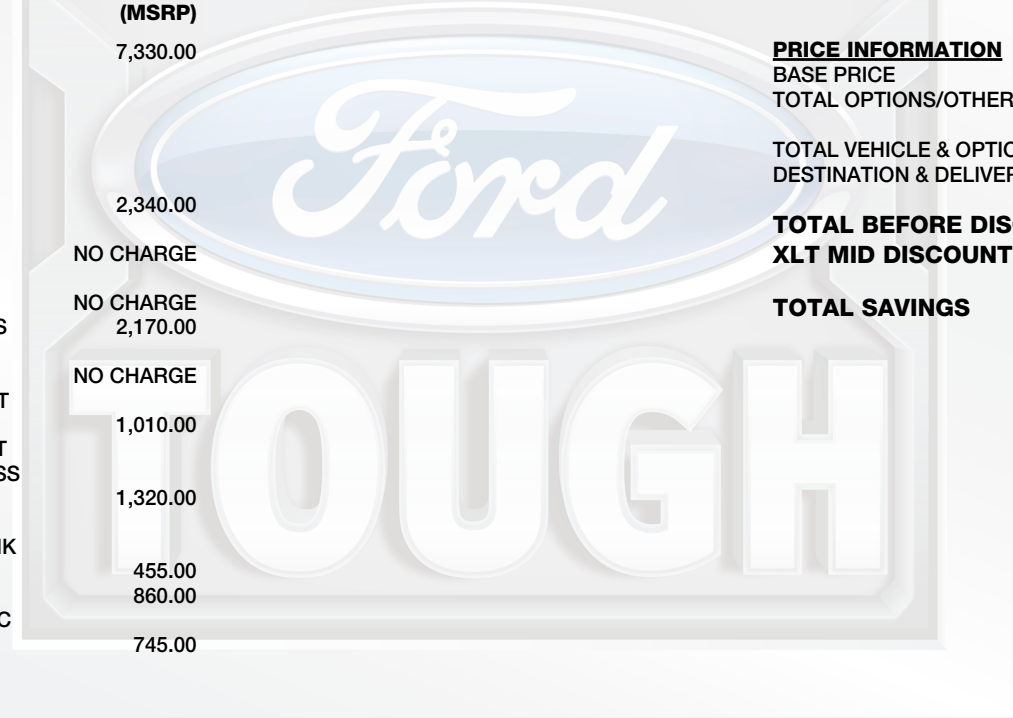 (MSRP)
7,330.00
2,340.00
NO CHARGE
NO CHARGE
S
2,170.00
NO CHARGE
T
1,010.00
T
SS
1,320.00
NK
455.00
860.00
C
745.00
PRICE INFORMATION
BASE PRICE
TOTAL OPTIONS/OTHER
TOTAL VEHICLE & OPTIO
DESTINATION & DELIVER
TOTAL BEFORE DIS
XLT MID DISCOUNT
TOTAL SAVINGS
Ford
TOUGH